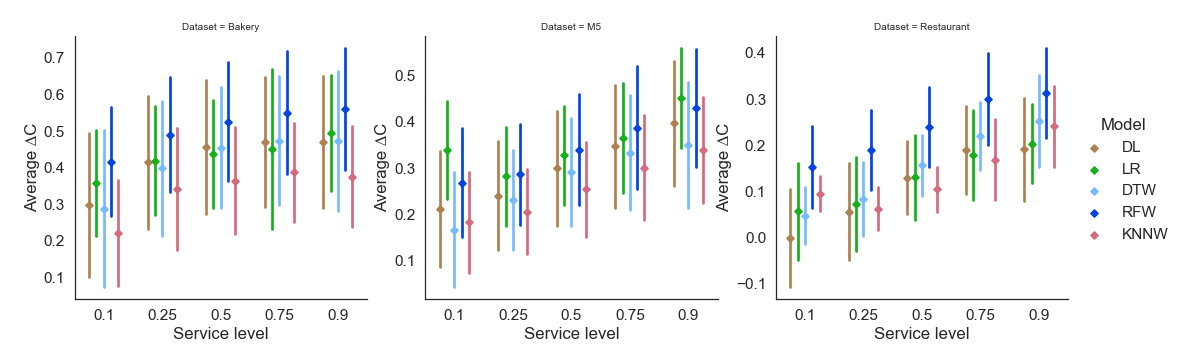 Dataset = Bakery
Average ΔC
0.7
0.6
0.5
0.4
0.3
0.2
0.1
0.1 0.25 0.5 0.75 0.9
Service level
Dataset = M5
Average ΔC
0.5
0.4
0.3
0.2
0.1
0.1 0.25 0.5 0.75 0.9
Service level
Dataset = Restaurant
Average ΔC
0.4
0.3
0.2
0.1
0.0
−0.1
0.1 0.25 0.5 0.75 0.9
Service level
Model
DL
LR
DTW
RFW
KNNW